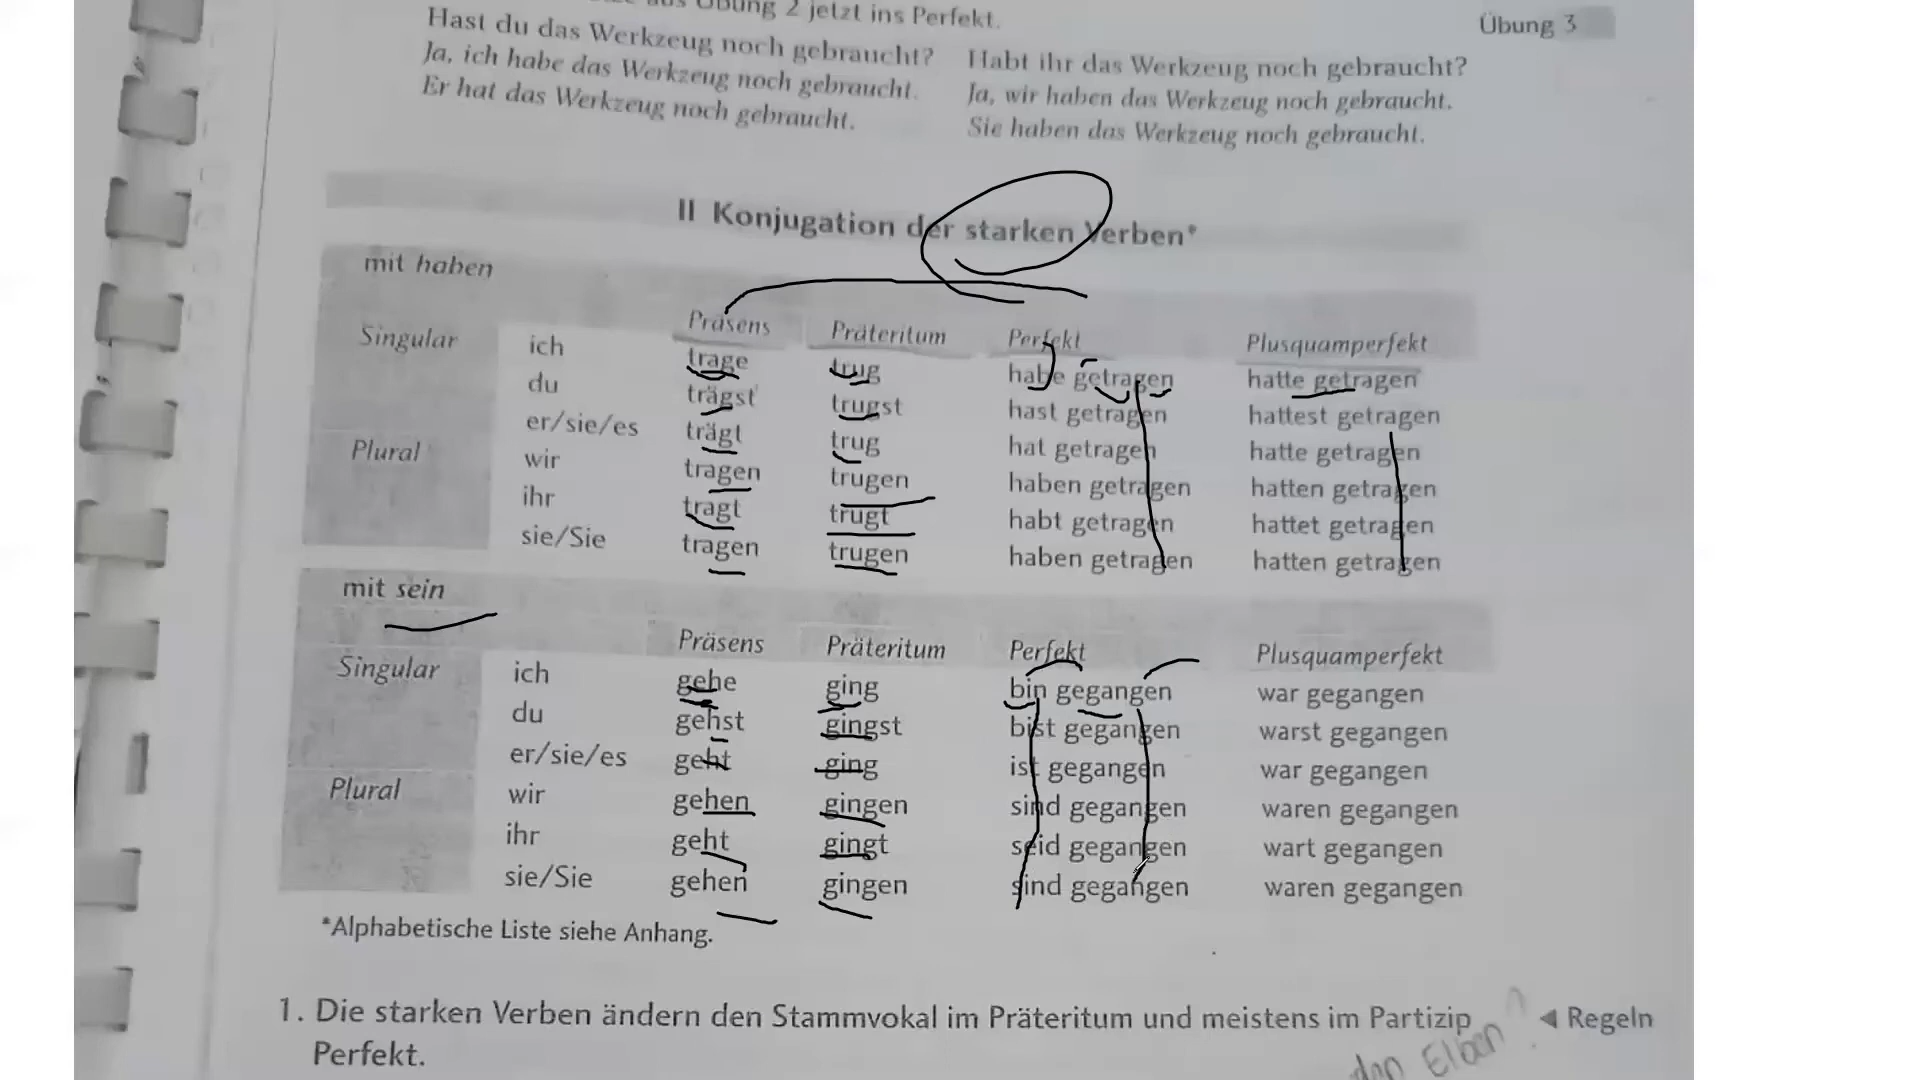 Übung 2 jetzt ins Perfekt.
Übung 3
Hast du das Werkzeug noch gebraucht?
Ja, ich habe das Werkzeug noch gebraucht.
Er hat das Werkzeug noch gebraucht.
Habt ihr das Werkzeug noch gebraucht?
Ja, wir haben das Werkzeug noch gebraucht.
Sie haben das Werkzeug noch gebraucht.
II Konjugation der starken Verben*
mit haben
Präsens Präteritum Perfekt Plusquamperfekt
Singular ich trage trug habe getragen hatte getragen
du trägst trugst hast getragen hattest getragen
er/sie/es trägt trug hat getragen hatte getragen
Plural wir tragen trugen haben getragen hatten getragen
ihr tragt trugt habt getragen hattet getragen
sie/Sie tragen trugen haben getragen hatten getragen
mit sein
Präsens Präteritum Perfekt Plusquamperfekt
Singular ich gehe ging bin gegangen war gegangen
du gehst gingst bist gegangen warst gegangen
er/sie/es geht ging ist gegangen war gegangen
Plural wir gehen gingen sind gegangen waren gegangen
ihr geht gingt seid gegangen wart gegangen
sie/Sie gehen gingen sind gegangen waren gegangen
*Alphabetische Liste siehe Anhang.
1. Die starken Verben ändern den Stammvokal im Präteritum und meistens im Partizip
Perfekt.
◄ Regeln